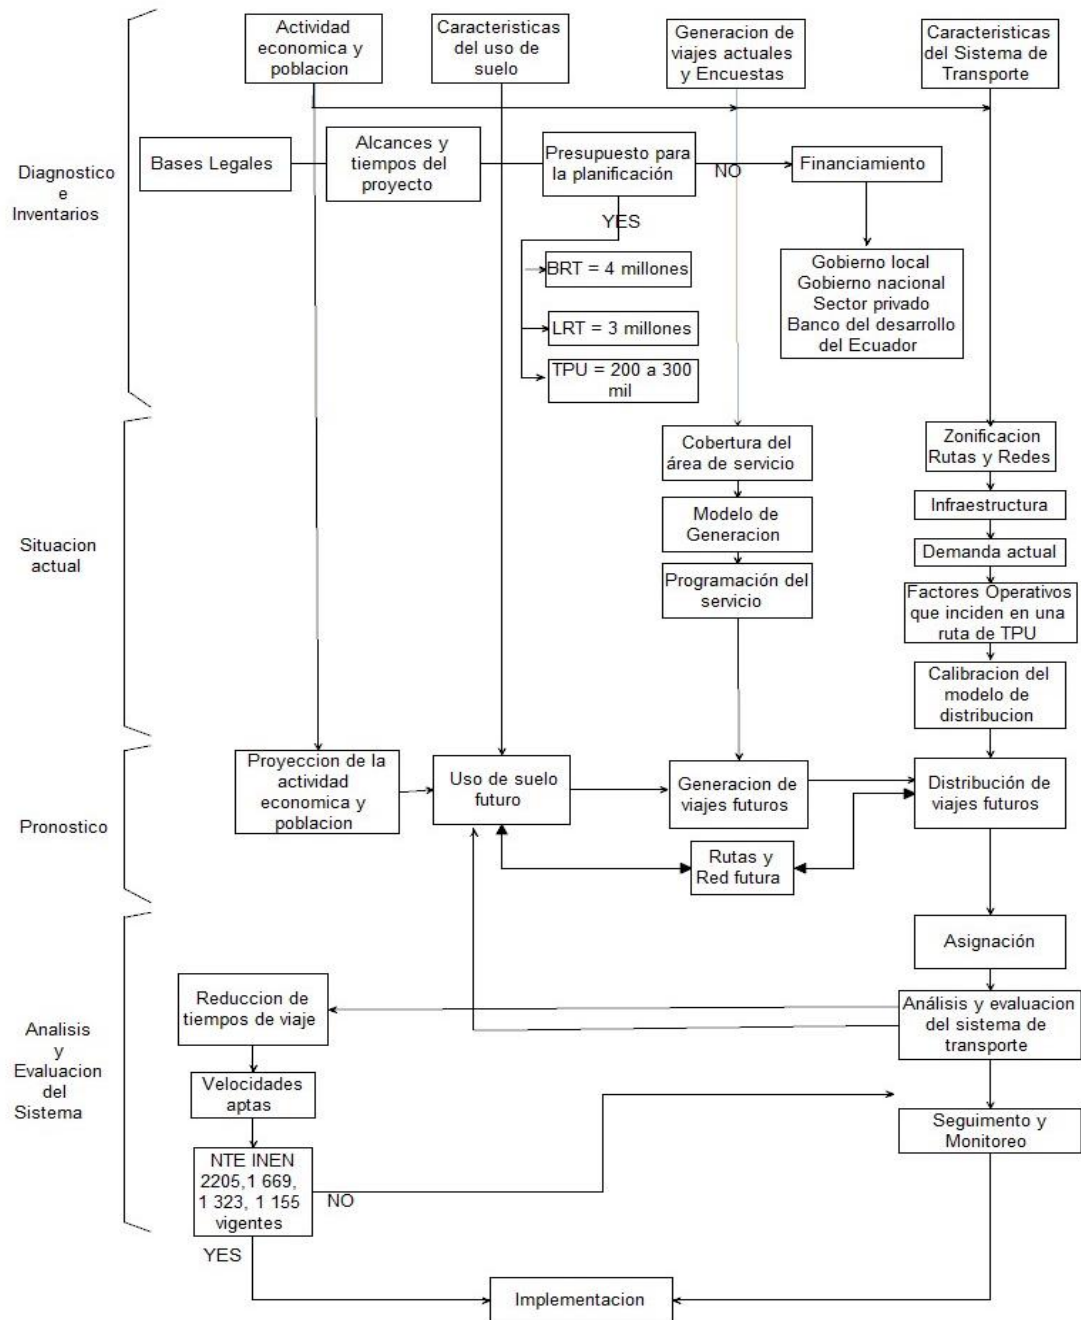 Actividad
economica y
poblacion
Caracteristicas
del uso de
suelo
Generacion de
viajes actuales
y Encuestas
Caracteristicas
del Sistema de
Transporte
Diagnostico
e
Inventarios
Bases Legales
Alcances y
tiempos del
proyecto
Presupuesto para
la planificación
NO
Financiamiento
YES
BRT = 4 millones
LRT = 3 millones
TPU = 200 a 300
mil
Gobierno local
Gobierno nacional
Sector privado
Banco del desarrollo
del Ecuador
Situacion
actual
Cobertura del
área de servicio
Modelo de
Generacion
Programación del
servicio
Zonificacion
Rutas y Redes
Infraestructura
Demanda actual
Factores Operativos
que inciden en una
ruta de TPU
Calibracion del
modelo de
distribucion
Pronóstico
Proyeccion de la
actividad
economica y
poblacion
Uso de suelo
futuro
Generacion de
viajes futuros
Distribución de
viajes futuros
Rutas y
Red futura
Analisis
y
Evaluacion
del
Sistema
Asignación
Reduccion de
tiempos de viaje
Análisis y evaluacion
del sistema de
transporte
Velocidades
aptas
Seguimento y
Monitoreo
NTE INEN
2205,1 669,
1 323, 1 155
vigentes
NO
YES
Implementacion